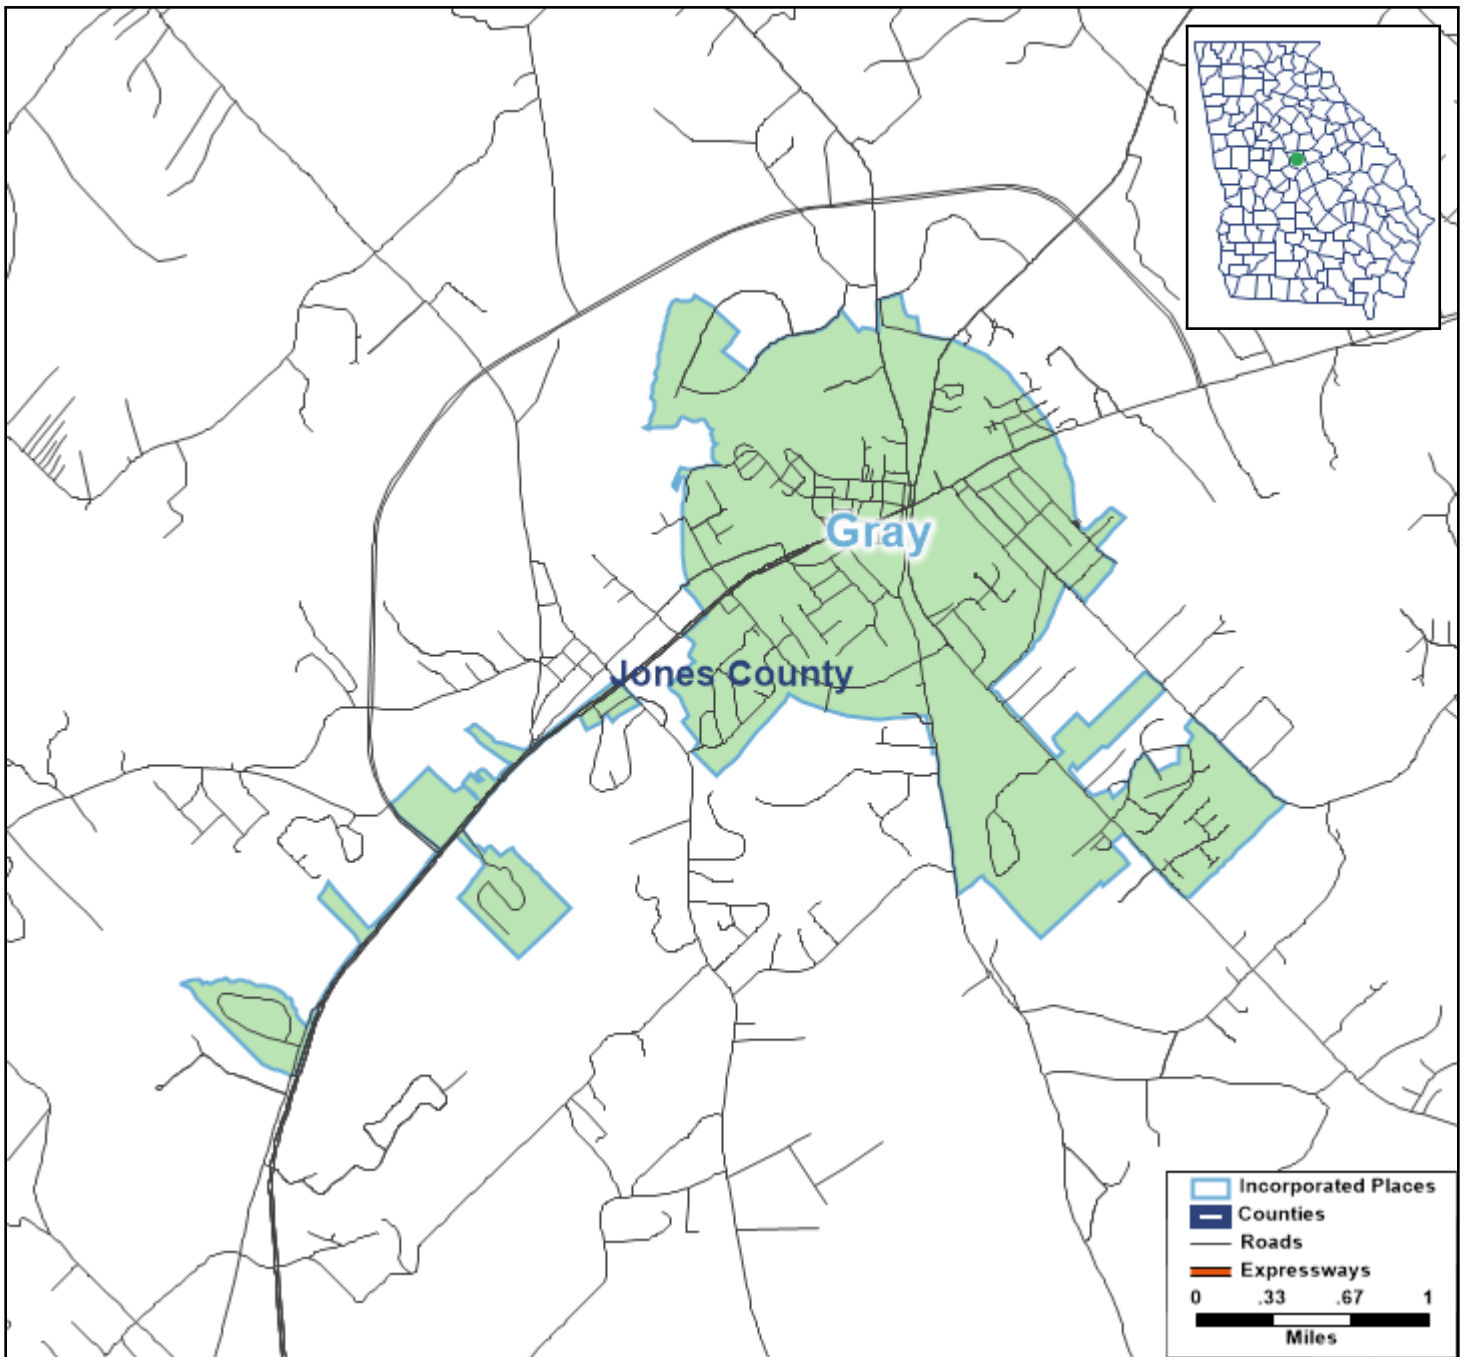 Gray
Jones County
Incorporated Places
Counties
Roads
Expressways
0 .33 .67 1
Miles